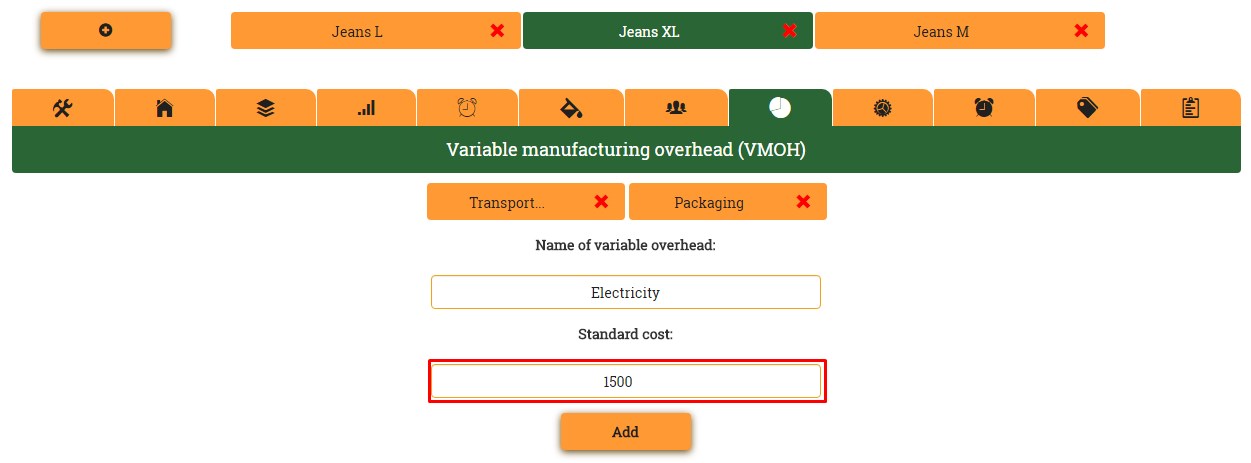 Jeans L
Jeans XL
Jeans M
Variable manufacturing overhead (VMOH)
Transport...
Packaging
Name of variable overhead:
Electricity
Standard cost:
1500
Add